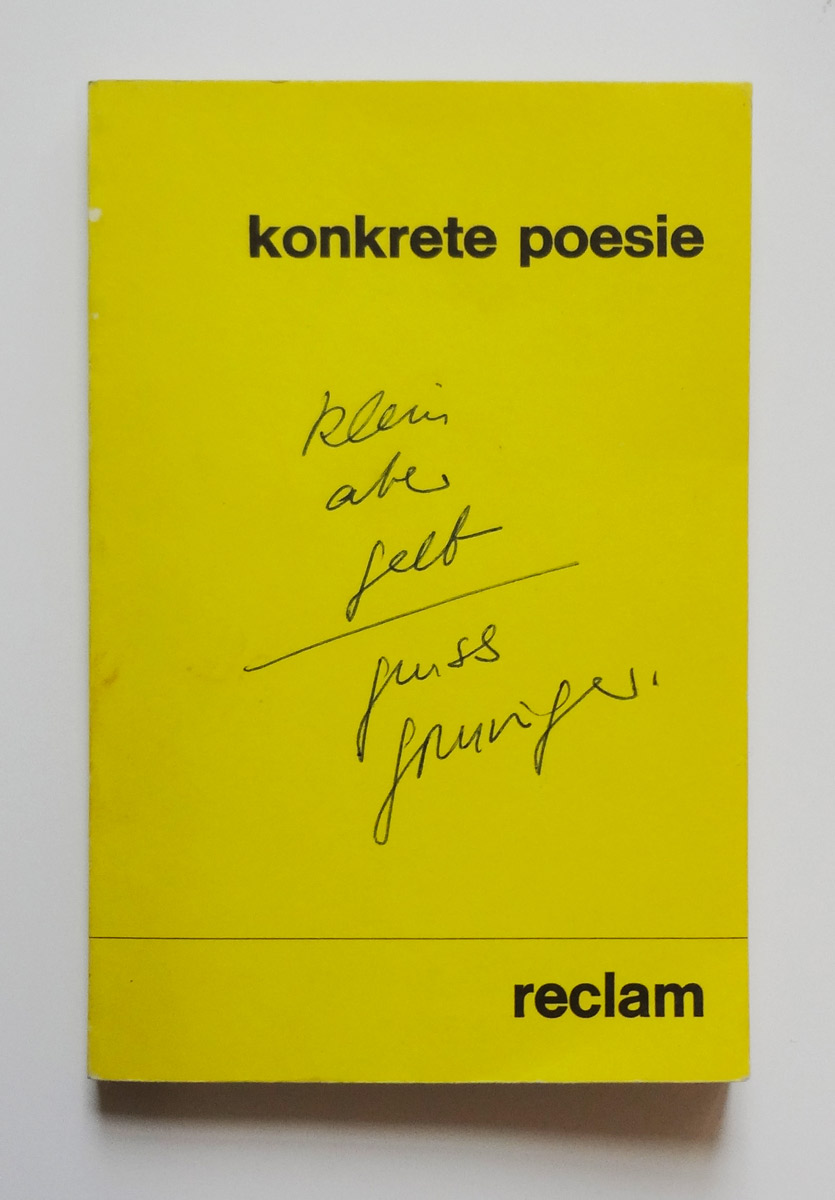 konkrete poesie
klein
aber
gelb
gruss
gomringer.
reclam